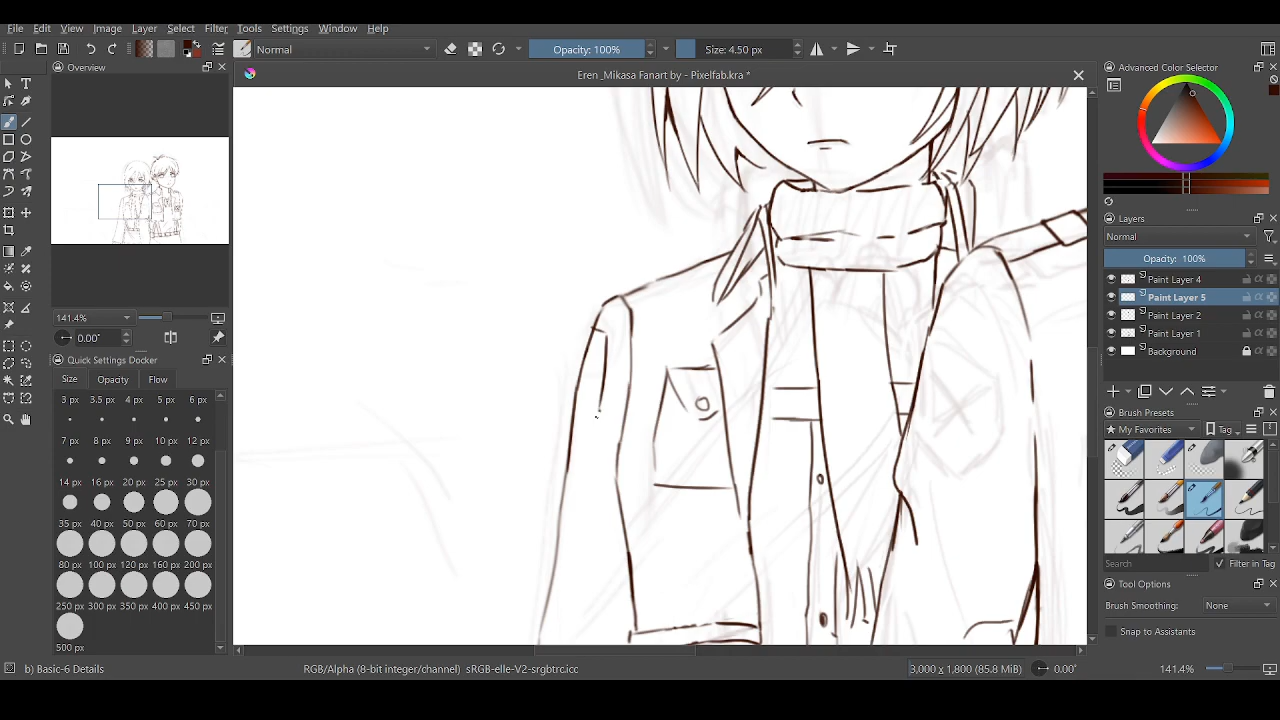 File Edit View Image Layer Select Filter Settings Window Help
Normal Opacity: 100% Size: 4.50 px
Overview
Eren _Mikasa Fanart by - Pixelfab.kra *
Advanced Color Selector
141.4%
0.00°
Quick Settings Docker
Size Opacity Flow
3 px 3.5 px 4 px 5 px 6 px
7 px 8 px 9 px 10 px 12 px
14 px 16 px 20 px 25 px 30 px
35 px 40 px 50 px 60 px 70 px
80 px 100 px 120 px 160 px 200 px
250 px 300 px 350 px 400 px 450 px
500 px
Layers
Normal
Opacity: 100%
Paint Layer 4
Paint Layer 5
Paint Layer 2
Paint Layer 1
Background
Brush Presets
My Favorites Tag
Search Filter in Tag
Tool Options
Brush Smoothing: None
Snap to Assistants
b) Basic-6 Details RGB/Alpha (8-bit integer/channel) sRGB-elle-V2-srgbtrc.icc 3,000 x 1,800 (85.8 MiB) 0.00° 141.4%